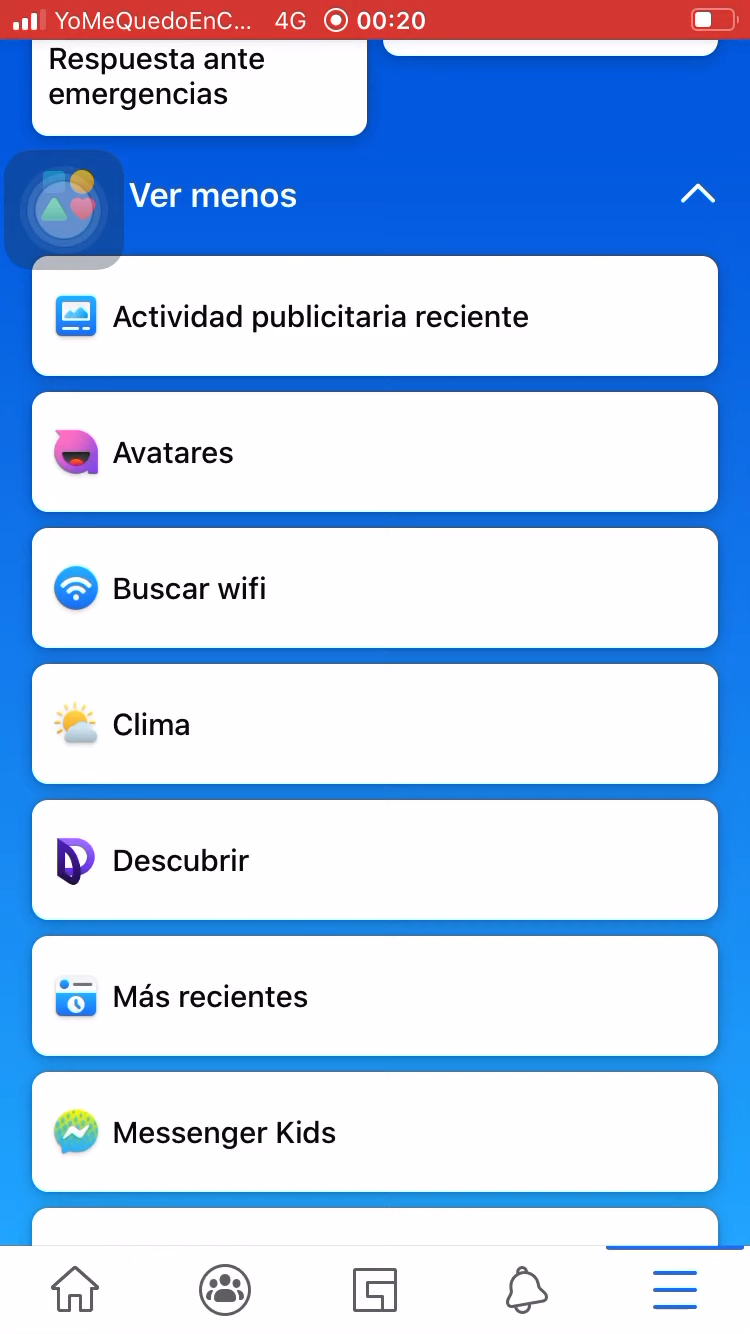 YoMeQuedoEnC... 4G 00:20
Respuesta ante
emergencias
Ver menos
Actividad publicitaria reciente
Avatares
Buscar wifi
Clima
Descubrir
Más recientes
Messenger Kids